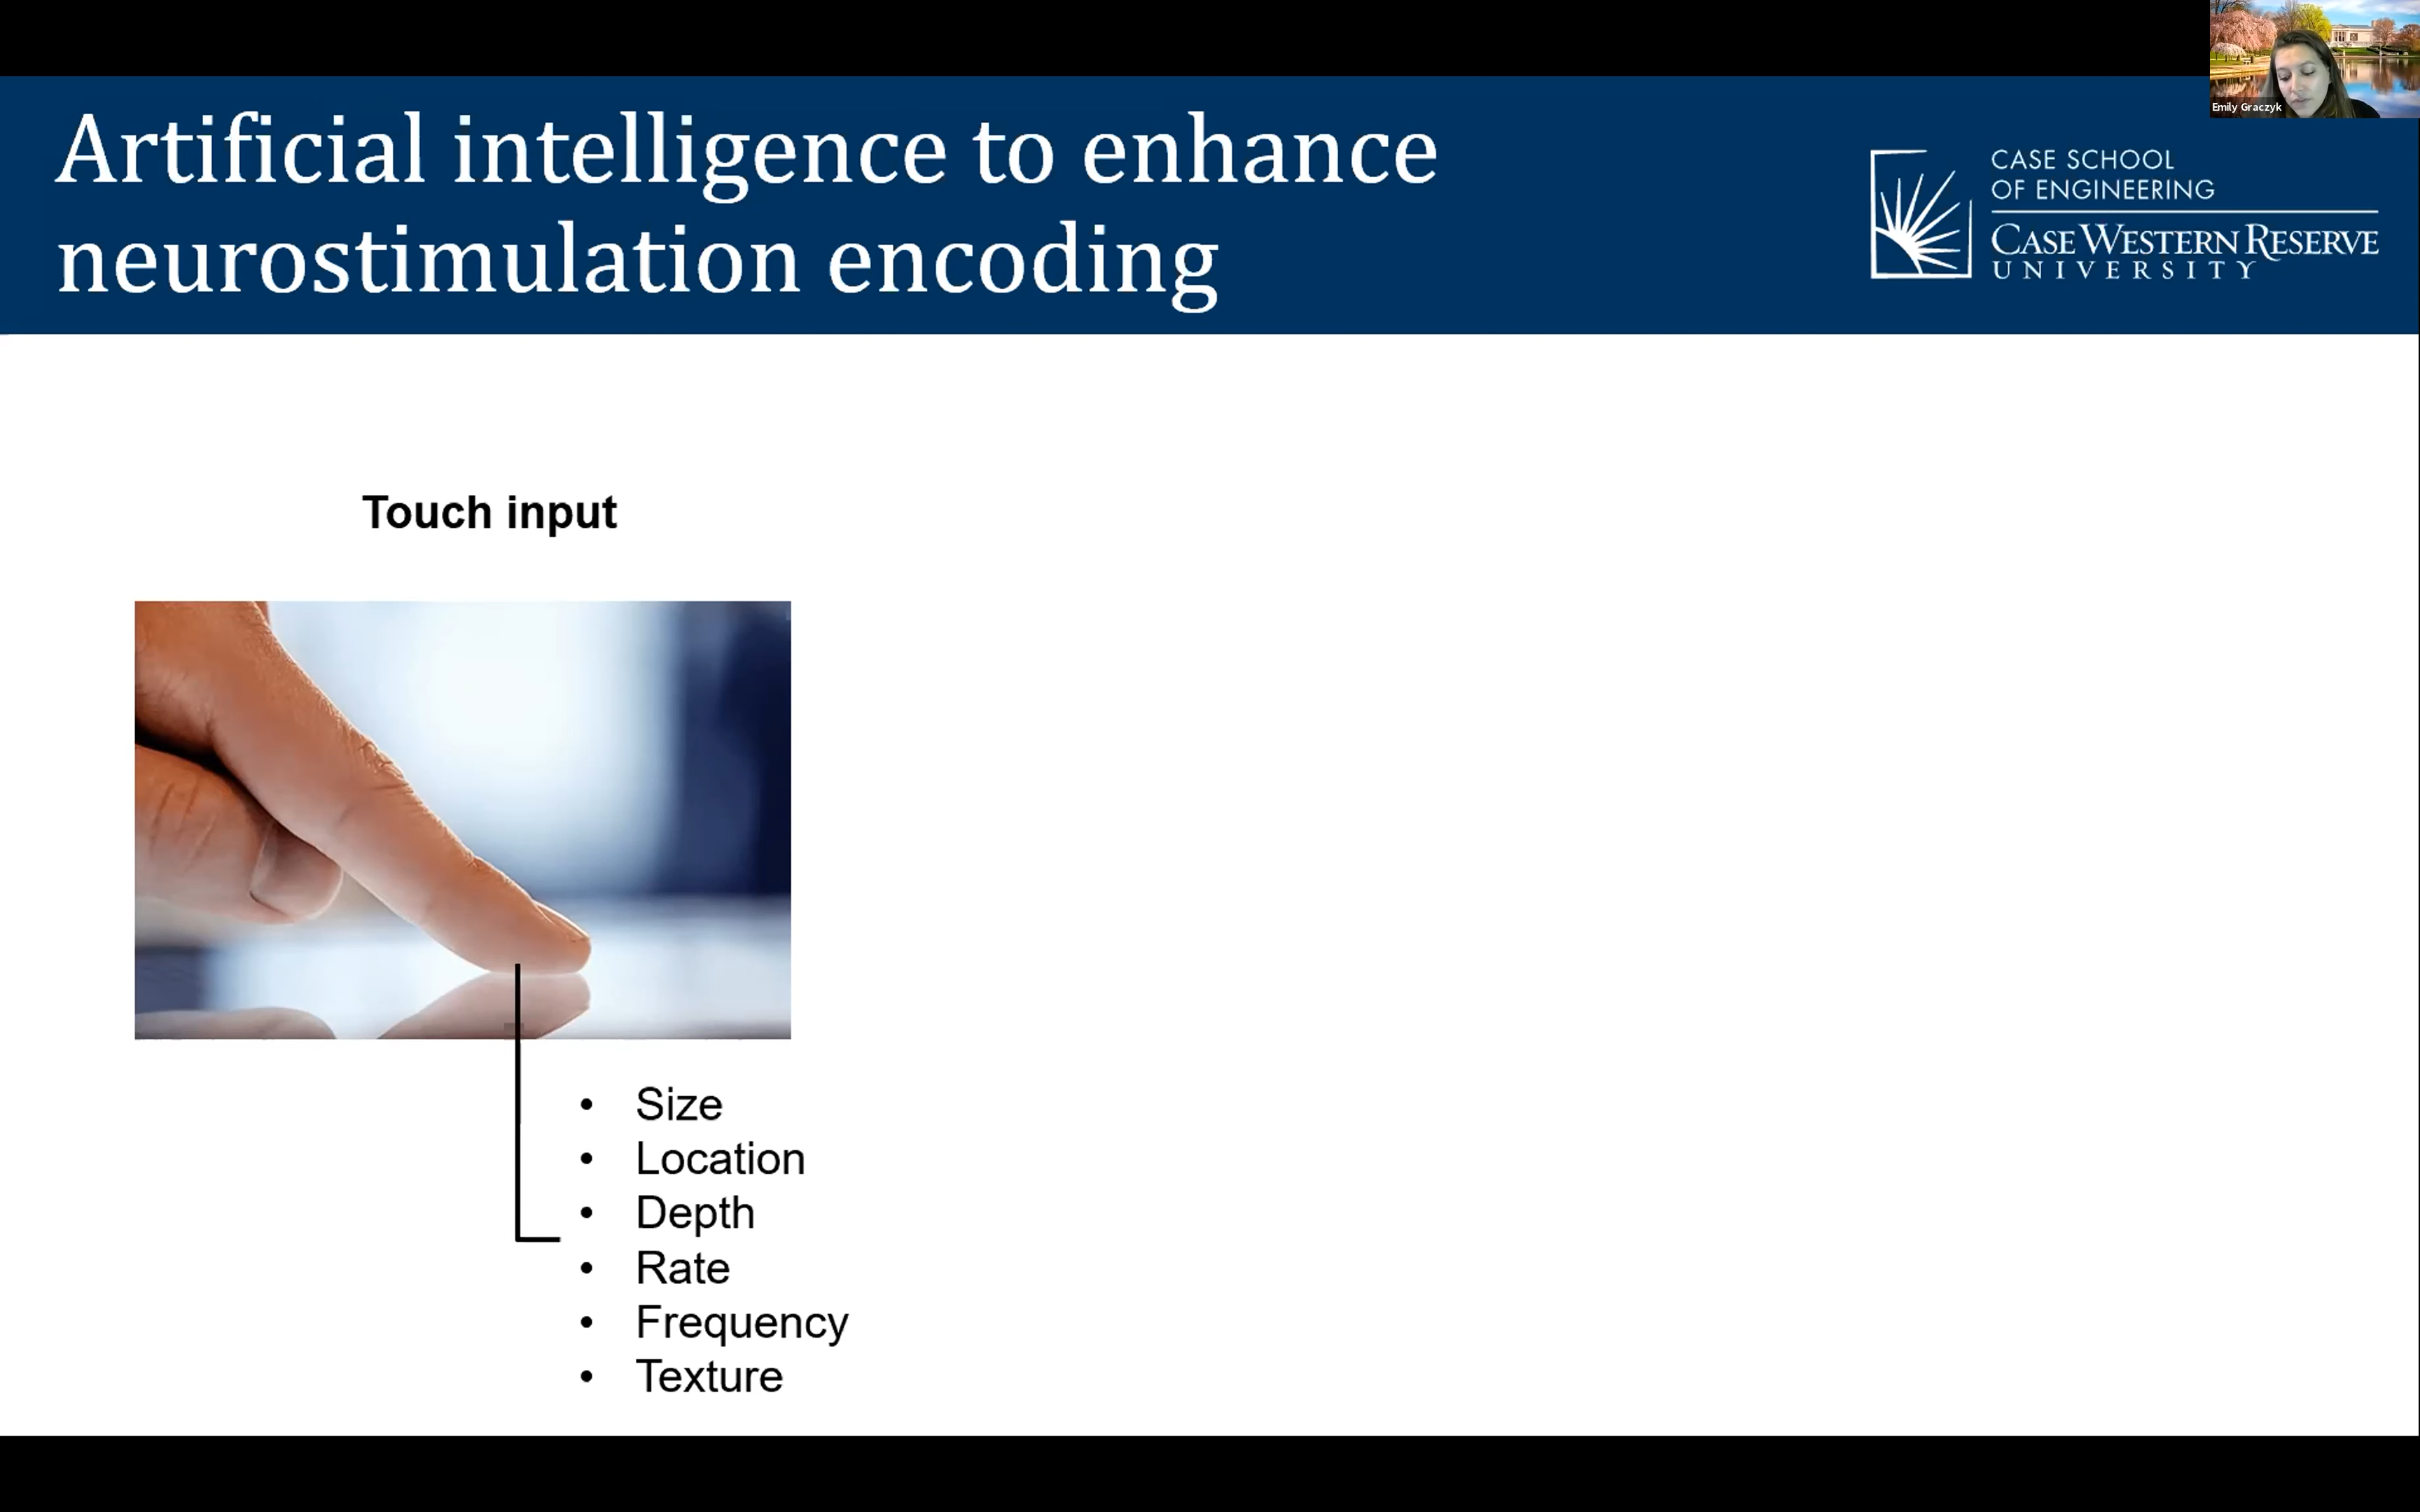 Artificial intelligence to enhance
neurostimulation encoding
Emily Graczyk
CASE SCHOOL
OF ENGINEERING
CASE WESTERN RESERVE
UNIVERSITY
Touch input
• Size
• Location
• Depth
• Rate
• Frequency
• Texture